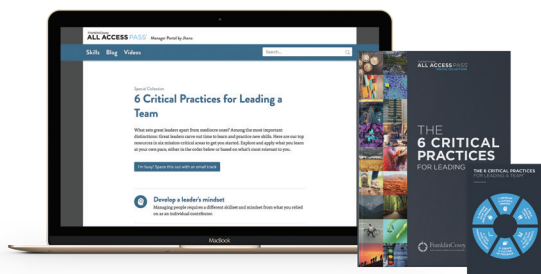 FranklinCovey
ALL ACCESS PASS Manager Portal by Jhana
Skills Blog Videos
Search...
Special Collection
6 Critical Practices for Leading a
Team
What sets great leaders apart from mediocre ones? Among the most important
distinctions: Great leaders carve out time to learn and practice new skills. Here are our top
resources in six mission critical areas to get you started. Explore and apply what you learn
at your own pace, either in the order below or based on what's most relevant to you.
I'm busy! Space this out with an email track
Develop a leader's mindset
Managing people requires a different skillset and mindset from what you relied
on as an individual contributor.
MacBook
ALL ACCESS PASS
THE
6 CRITICAL
PRACTICES
FOR LEADING
FranklinCovey
THE 6 CRITICAL PRACTICES
FOR LEADING A TEAM